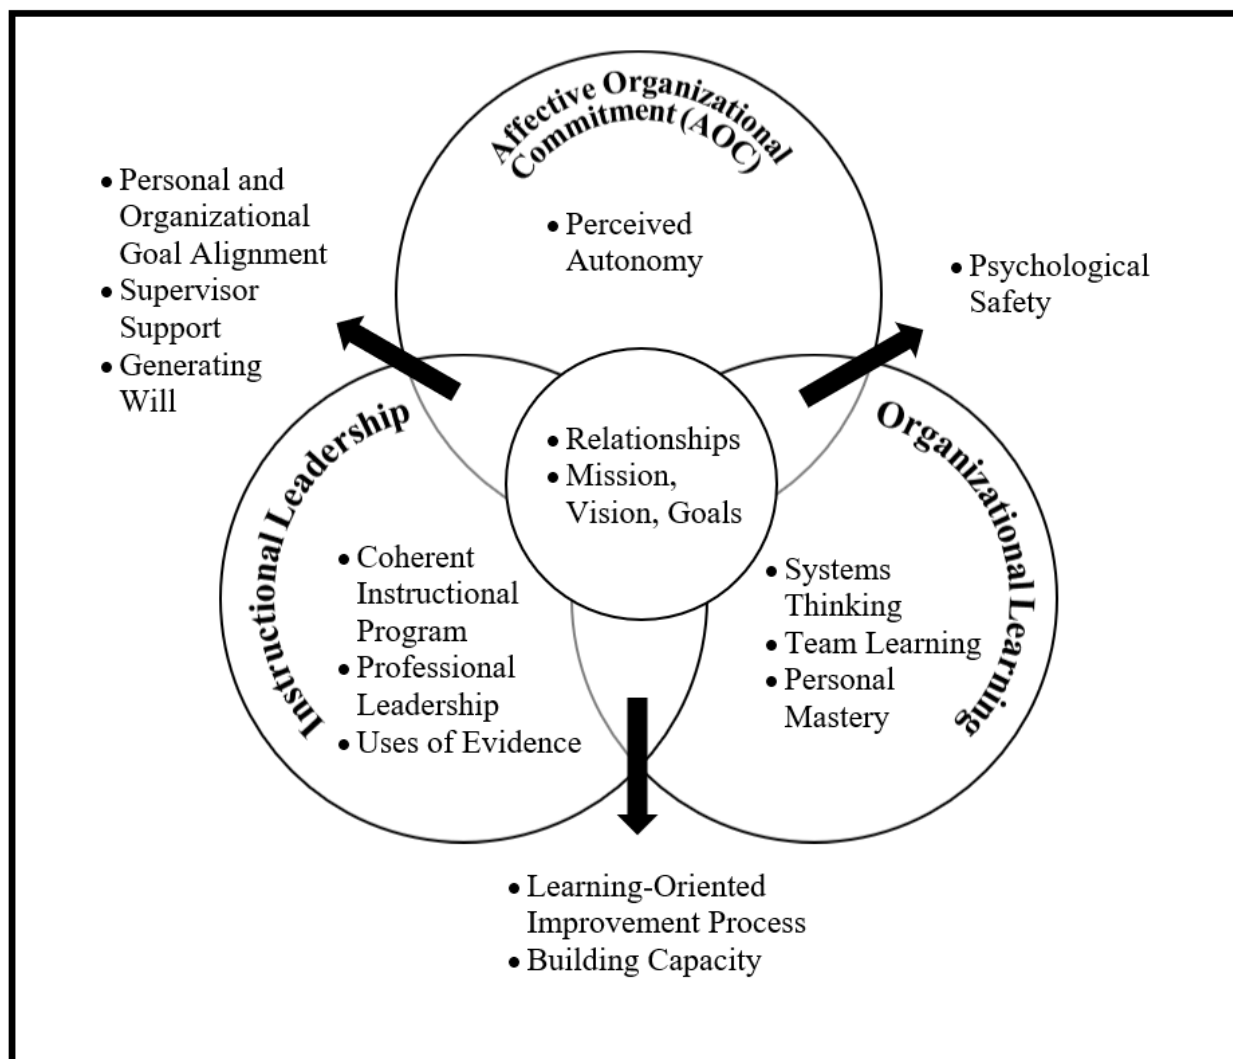 Affective Organizational
Commitment (AOC)
• Perceived
Autonomy
• Personal and
Organizational
Goal Alignment
• Supervisor
Support
• Generating
Will
• Psychological
Safety
• Relationships
• Mission,
Vision, Goals
Instructional Leadership
• Coherent
Instructional
Program
• Professional
Leadership
• Uses of Evidence
Organizational Learning
• Systems
Thinking
• Team Learning
• Personal
Mastery
• Learning-Oriented
Improvement Process
• Building Capacity